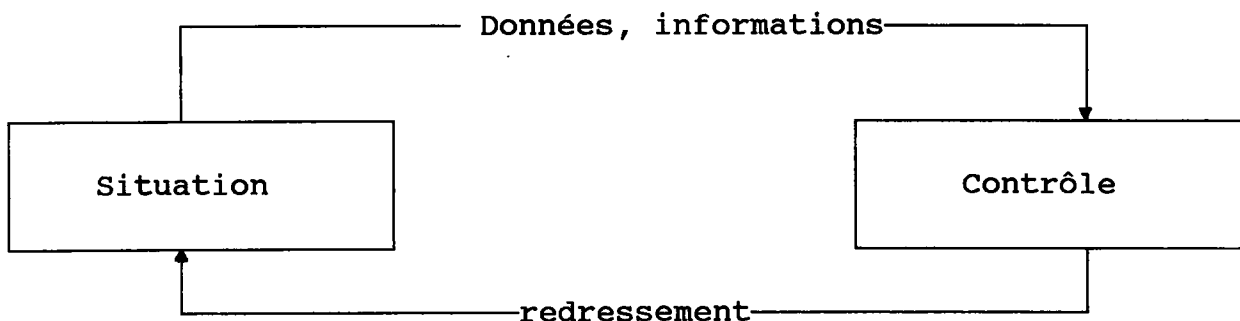 Données, informations
Situation
Contrôle
redressement